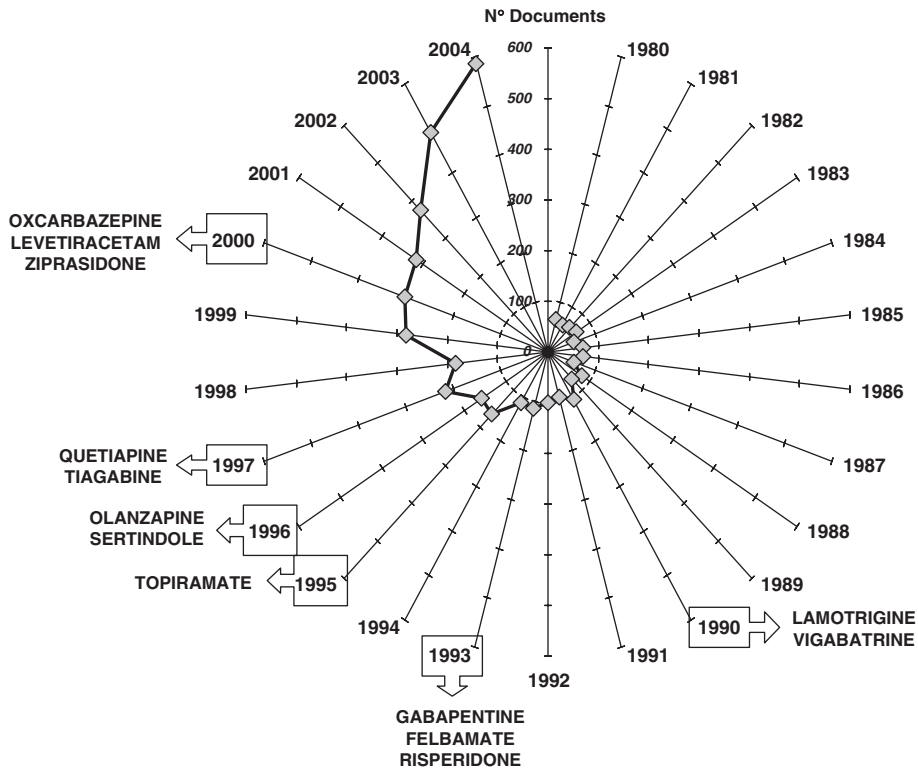 N° Documents
600
500
400
300
200
100
0
1980
1981
1982
1983
1984
1985
1986
1987
1988
1989
1990
LAMOTRIGINE
VIGABATRINE
1991
1992
1993
GABAPENTINE
FELBAMATE
RISPERIDONE
1994
1995
TOPIRAMATE
1996
OLANZAPINE
SERTINDOLE
1997
QUETIAPINE
TIAGABINE
1998
1999
2000
OXCARBAZEPINE
LEVETIRACETAM
ZIPRASIDONE
2001
2002
2003
2004